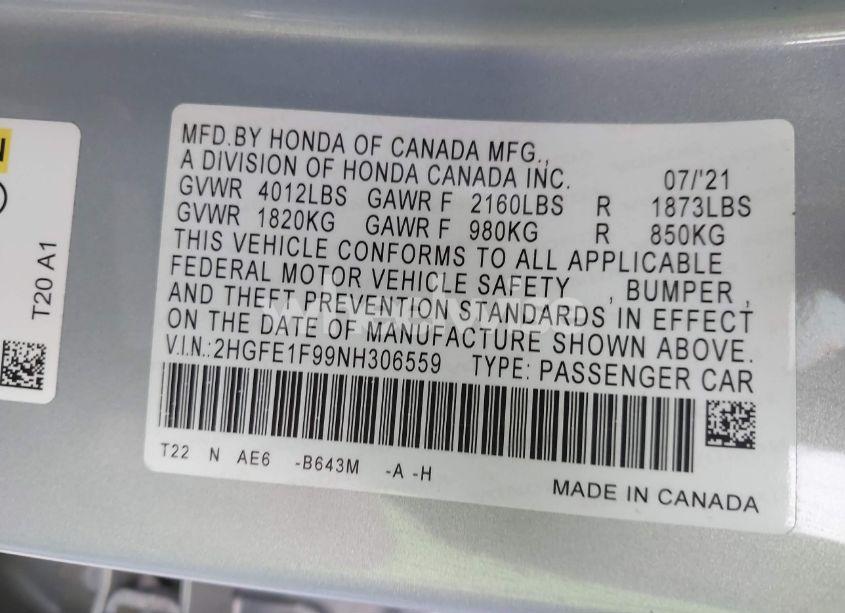 MFD.BY HONDA OF CANADA MFG.,
A DIVISION OF HONDA CANADA INC. 07/'21
GVWR 4012LBS GAWR F 2160LBS R 1873LBS
GVWR 1820KG GAWR F 980KG R 850KG
THIS VEHICLE CONFORMS TO ALL APPLICABLE
FEDERAL MOTOR VEHICLE SAFETY , BUMPER ,
AND THEFT PREVENTION STANDARDS IN EFFECT
ON THE DATE OF MANUFACTURE SHOWN ABOVE.
V.I.N.:2HGFE1F99NH306559 TYPE: PASSENGER CAR
T22 N AE6 -B643M -A -H
MADE IN CANADA
T20 A1